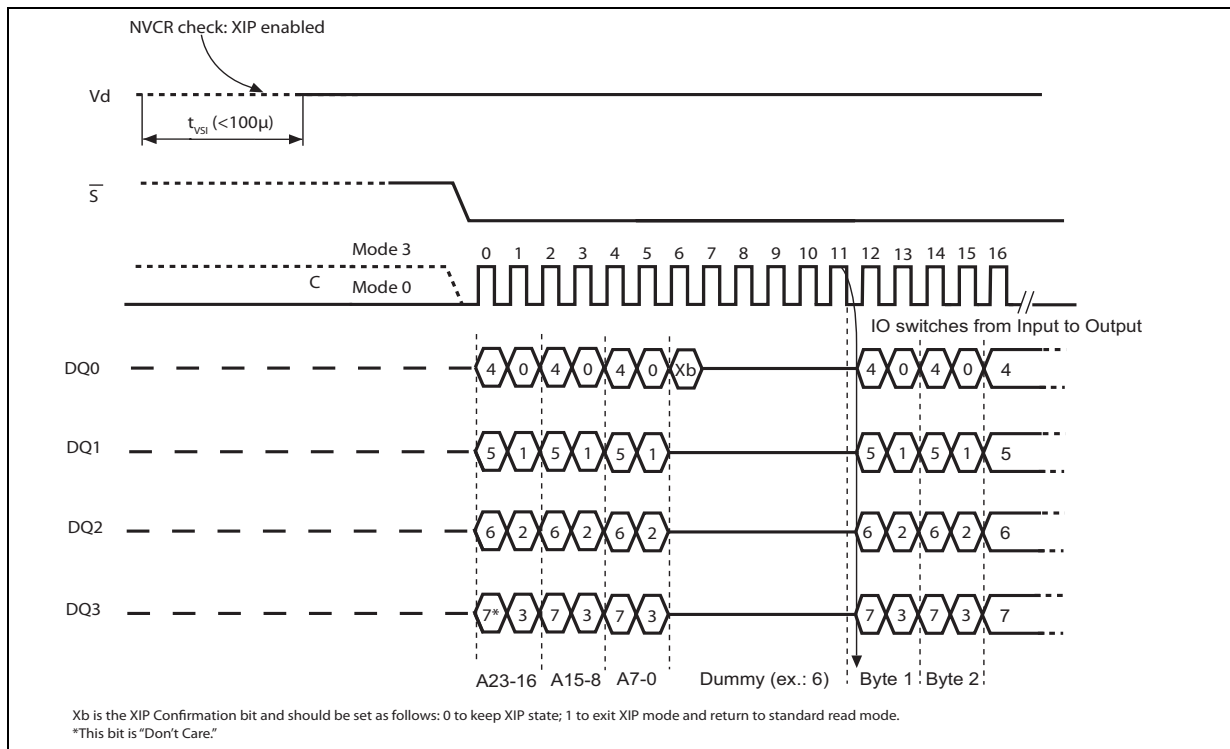 NVCR check: XIP enabled
Vd
tVSI (<100µ)
S
Mode 3
C
Mode 0
0 1 2 3 4 5 6 7 8 9 10 11 12 13 14 15 16
IO switches from Input to Output
DQ0 4 0 4 0 4 0 Xb 4 0 4 0 4
DQ1 5 1 5 1 5 1 5 1 5 1 5
DQ2 6 2 6 2 6 2 6 2 6 2 6
DQ3 7* 3 7 3 7 3 7 3 7 3 7
A23-16 A15-8 A7-0 Dummy (ex.: 6) Byte 1 Byte 2
Xb is the XIP Confirmation bit and should be set as follows: 0 to keep XIP state; 1 to exit XIP mode and return to standard read mode.
*This bit is "Don't Care."